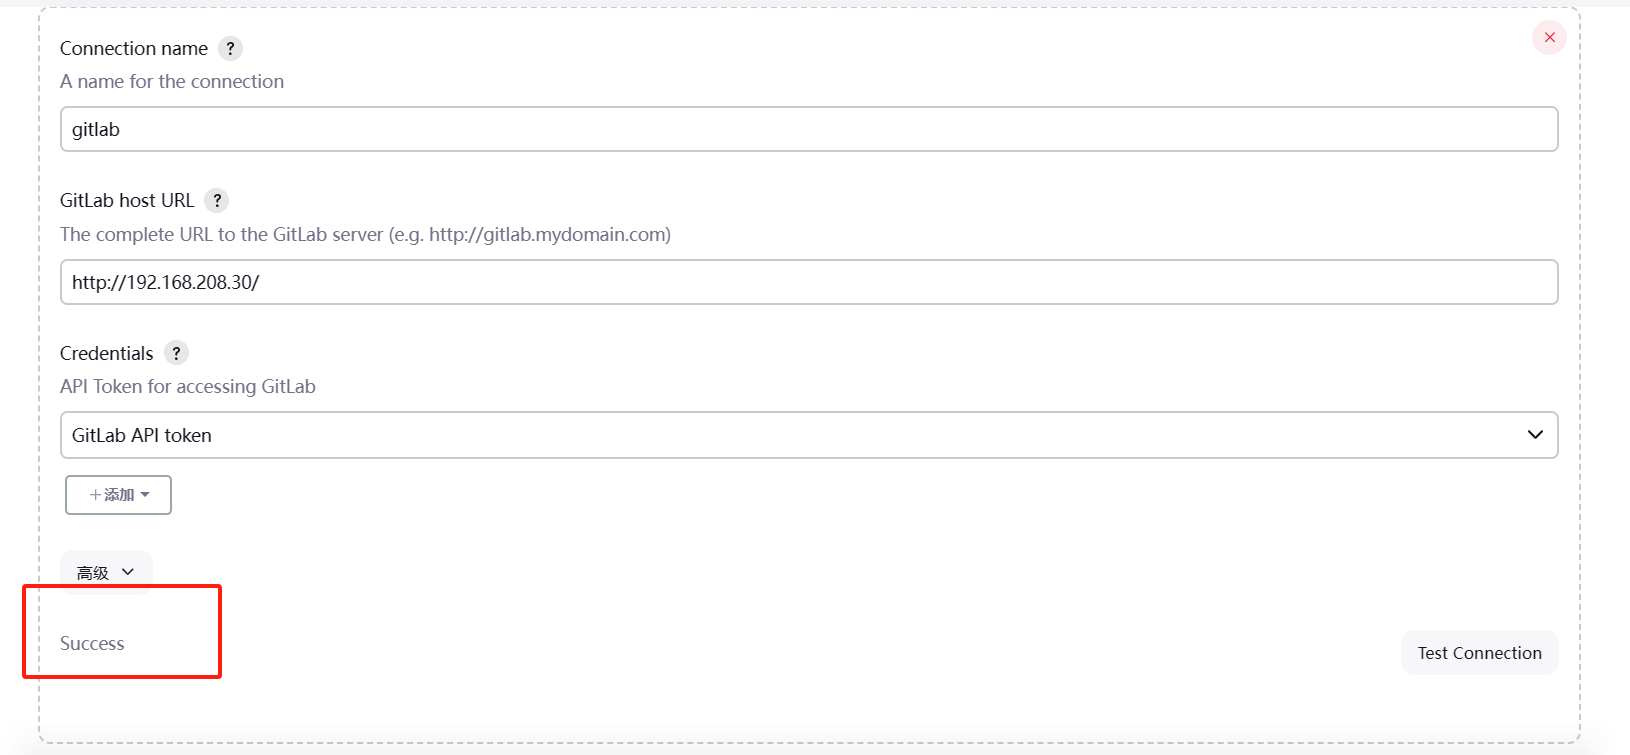 Connection name ?
A name for the connection
gitlab
GitLab host URL ?
The complete URL to the GitLab server (e.g. http://gitlab.mydomain.com)
http://192.168.208.30/
Credentials ?
API Token for accessing GitLab
GitLab API token
+添加
高级
Success
Test Connection